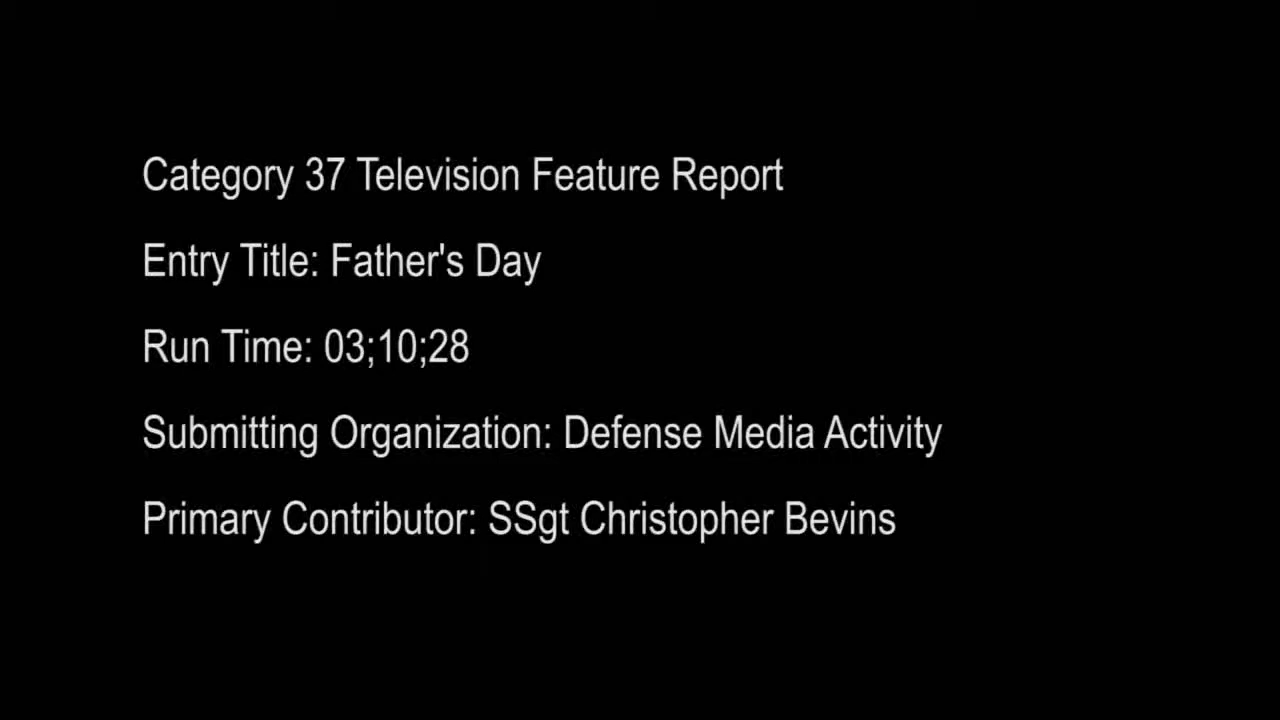 Category 37 Television Feature Report
Entry Title: Father's Day
Run Time: 03;10;28
Submitting Organization: Defense Media Activity
Primary Contributor: SSgt Christopher Bevins